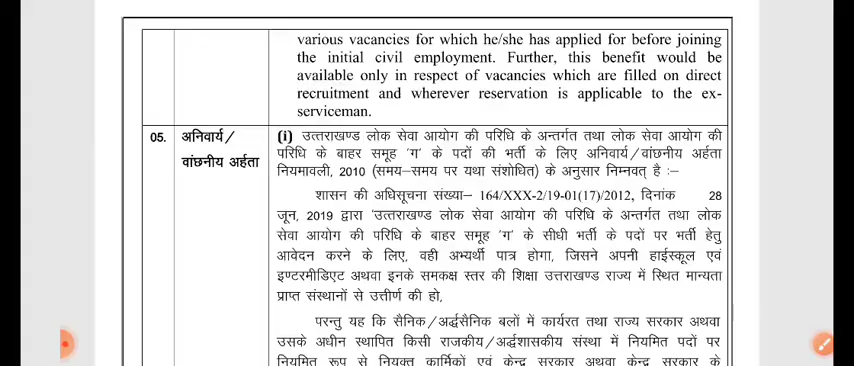 various vacancies for which he/she has applied for before joining
the initial civil employment. Further, this benefit would be
available only in respect of vacancies which are filled on direct
recruitment and wherever reservation is applicable to the ex-
serviceman.
05. अनिवार्य/
वांछनीय अर्हता
(i) उत्तराखण्ड लोक सेवा आयोग की परिधि के अन्तर्गत तथा लोक सेवा आयोग की
परिधि के बाहर समूह 'ग' के पदों की भर्ती के लिए अनिवार्य/वांछनीय अर्हता
नियमावली, 2010 (समय–समय पर यथा संशोधित) के अनुसार निम्नवत् है :–
शासन की अधिसूचना संख्या– 164/XXX-2/19-01(17)/2012, दिनांक 28
जून, 2019 द्वारा 'उत्तराखण्ड लोक सेवा आयोग की परिधि के अन्तर्गत तथा लोक
सेवा आयोग की परिधि के बाहर समूह 'ग' के सीधी भर्ती के पदों पर भर्ती हेतु
आवेदन करने के लिए, वही अभ्यर्थी पात्र होगा, जिसने अपनी हाईस्कूल एवं
इण्टरमीडिएट अथवा इनके समकक्ष स्तर की शिक्षा उत्तराखण्ड राज्य में स्थित मान्यता
प्राप्त संस्थानों से उत्तीर्ण की हो,
परन्तु यह कि सैनिक/अर्द्धसैनिक बलों में कार्यरत तथा राज्य सरकार अथवा
उसके अधीन स्थापित किसी राजकीय/अर्द्धशासकीय संस्था में नियमित पदों पर
नियमित रूप से नियुक्त कार्मिकों एवं केन्द्र सरकार अथवा केन्द्र सरकार के